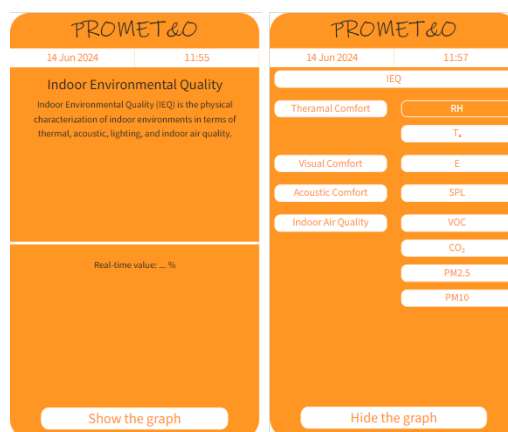 PROMET&O
14 Jun 2024 11:55
Indoor Environmental Quality
Indoor Environmental Quality (IEQ) is the physical
characterization of indoor environments in terms of
thermal, acoustic, lighting, and indoor air quality.
Real-time value: ... %
Show the graph
PROMET&O
14 Jun 2024 11:57
IEQ
Theramal Comfort RH
Tₐ
Visual Comfort E
Acoustic Comfort SPL
Indoor Air Quality VOC
CO₂
PM2.5
PM10
Hide the graph